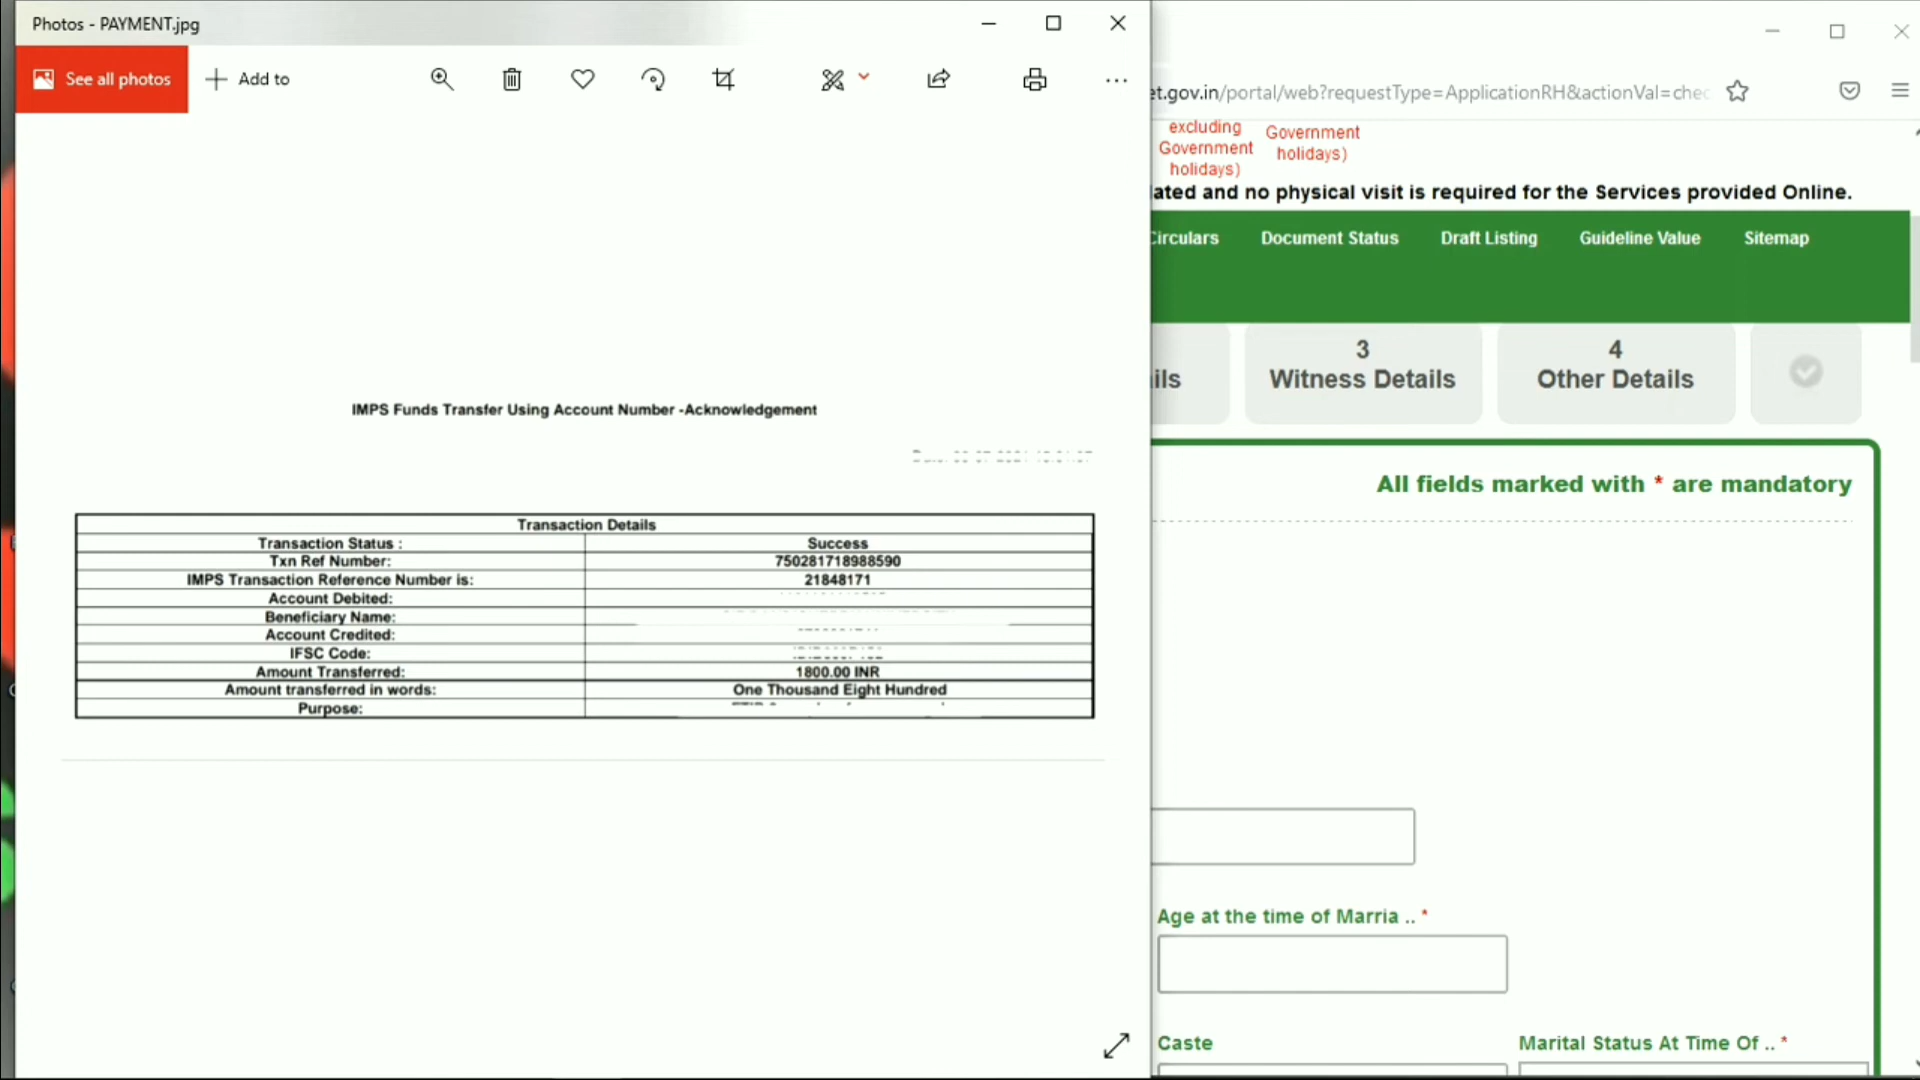 Photos - PAYMENT.jpg
See all photos
Add to
IMPS Funds Transfer Using Account Number -Acknowledgement
Transaction Details
Transaction Status : Success
Txn Ref Number: 750281718988590
IMPS Transaction Reference Number is: 21848171
Account Debited:
Beneficiary Name:
Account Credited:
IFSC Code:
Amount Transferred: 1800.00 INR
Amount transferred in words: One Thousand Eight Hundred
Purpose:
et.gov.in/portal/web?requestType=ApplicationRH&actionVal=chec
excluding
Government
holidays)
Government
holidays)
lated and no physical visit is required for the Services provided Online.
Circulars Document Status Draft Listing Guideline Value Sitemap
ils
3
Witness Details
4
Other Details
All fields marked with * are mandatory
Age at the time of Marria .. *
Caste
Marital Status At Time Of .. *